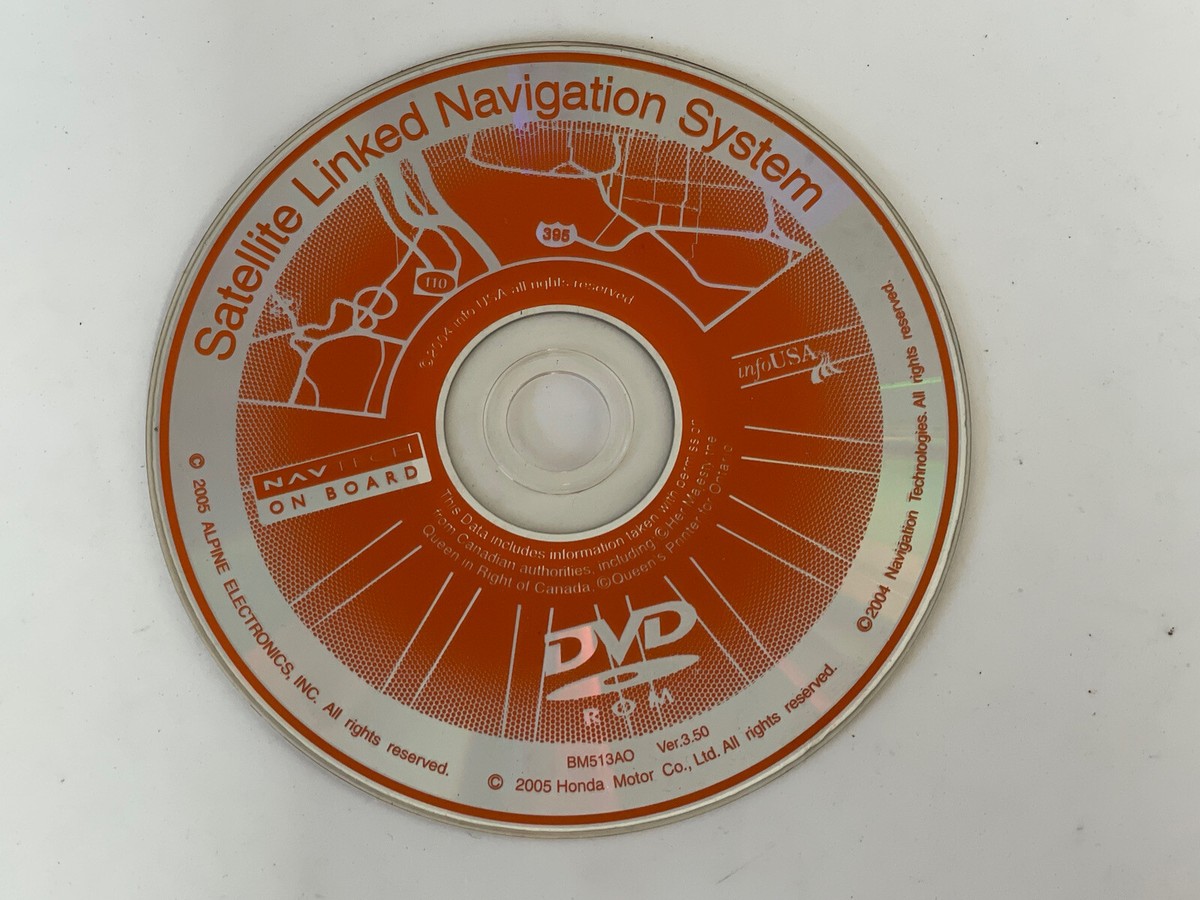 Satellite Linked Navigation System
395
110
©2004 info USA all rights reserved
infoUSA
NAVTECH
ON BOARD
This Data includes information taken with permission
from Canadian authorities, including ©Her Majesty the
Queen in Right of Canada, ©Queen's Printer for Ontario
DVD
ROM
BM513AO Ver.3.50
© 2005 ALPINE ELECTRONICS, INC. All rights reserved.
© 2005 Honda Motor Co., Ltd. All rights reserved.
©2004 Navigation Technologies. All rights reserved.